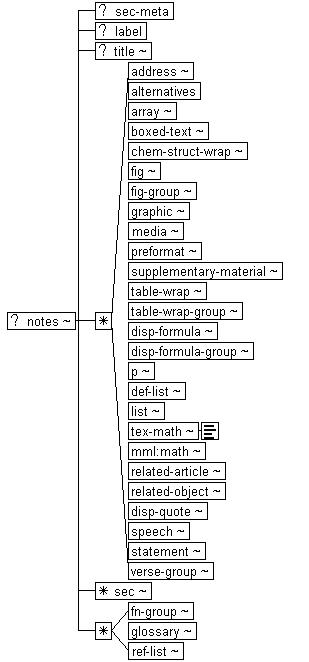 ? sec-meta
? label
? title ~
address ~
alternatives
array ~
boxed-text ~
chem-struct-wrap ~
fig ~
fig-group ~
graphic ~
media ~
preformat ~
supplementary-material ~
table-wrap ~
table-wrap-group ~
? notes ~ *
disp-formula ~
disp-formula-group ~
p ~
def-list ~
list ~
tex-math ~
mml:math ~
related-article ~
related-object ~
disp-quote ~
speech ~
statement ~
verse-group ~
* sec ~
fn-group ~
* glossary ~
ref-list ~